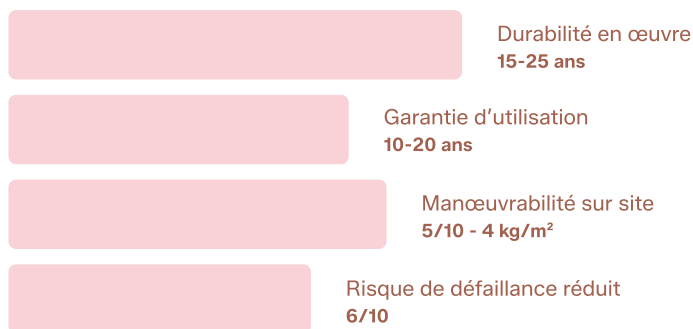 Durabilité en œuvre
15-25 ans
Garantie d’utilisation
10-20 ans
Manœuvrabilité sur site
5/10 - 4 kg/m²
Risque de défaillance réduit
6/10